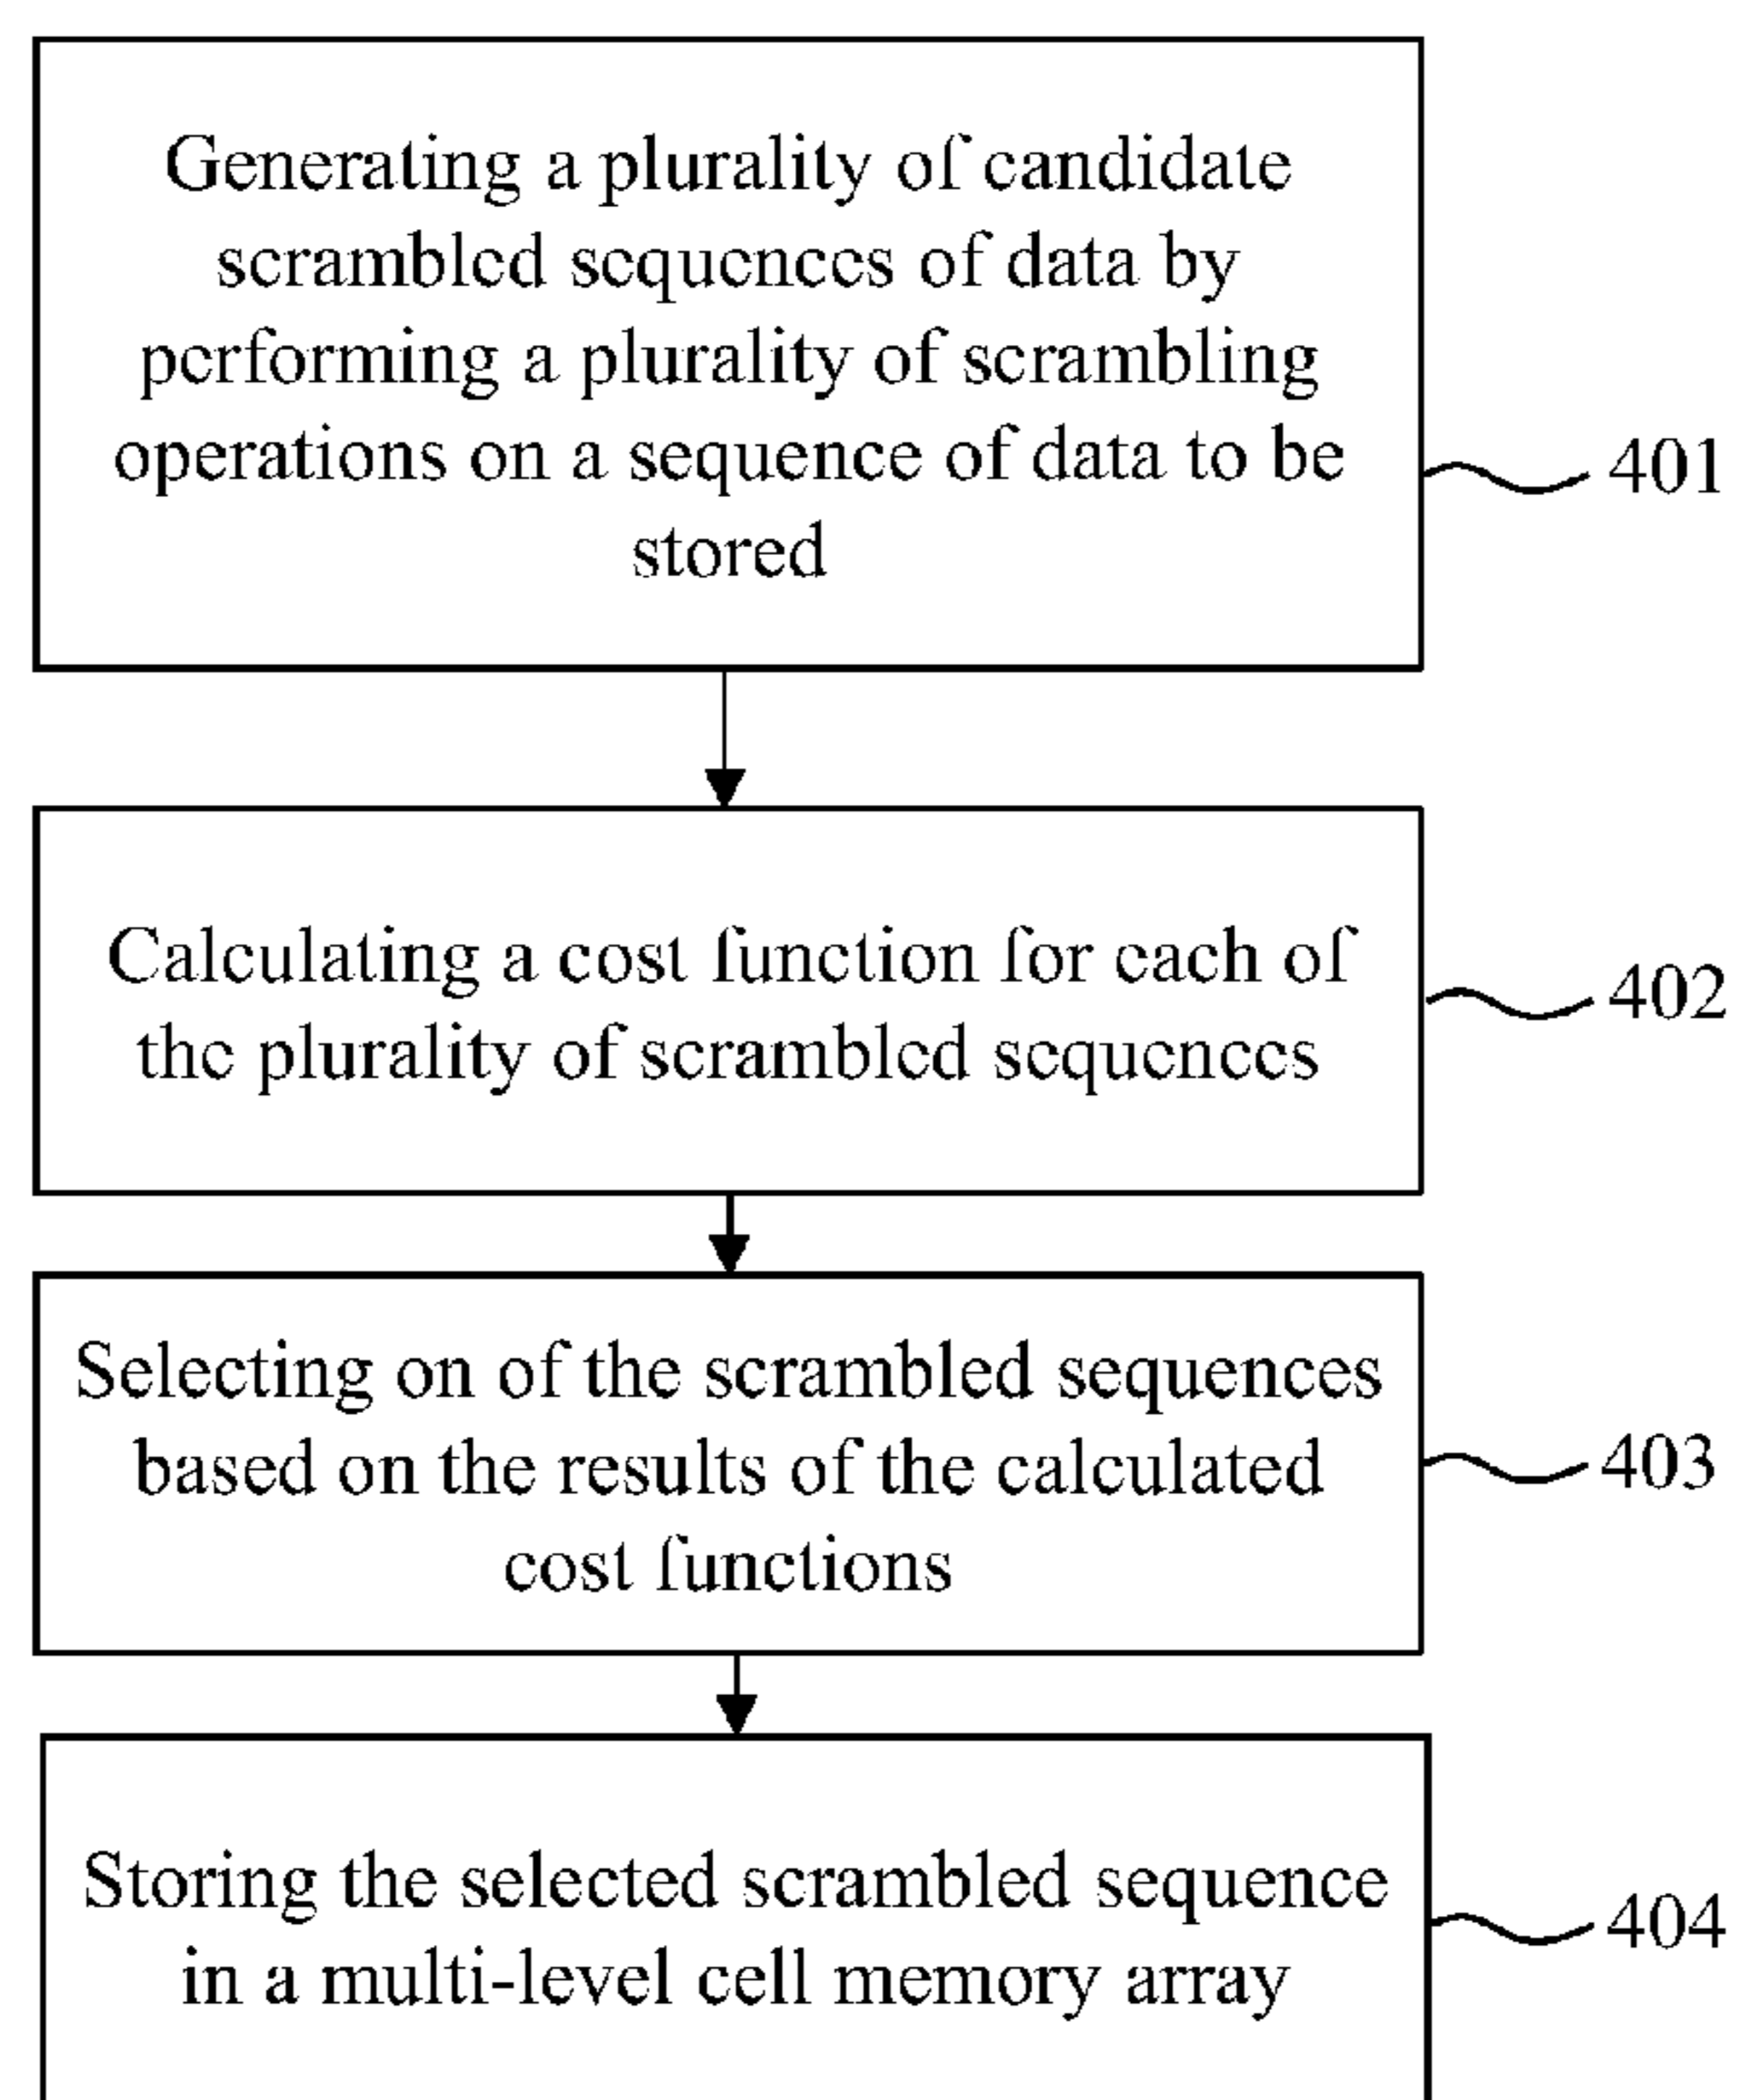 Generating a plurality of candidate
scrambled sequences of data by
performing a plurality of scrambling
operations on a sequence of data to be
stored
401
Calculating a cost function for each of
the plurality of scrambled sequences
402
Selecting on of the scrambled sequences
based on the results of the calculated
cost functions
403
Storing the selected scrambled sequence
in a multi-level cell memory array
404